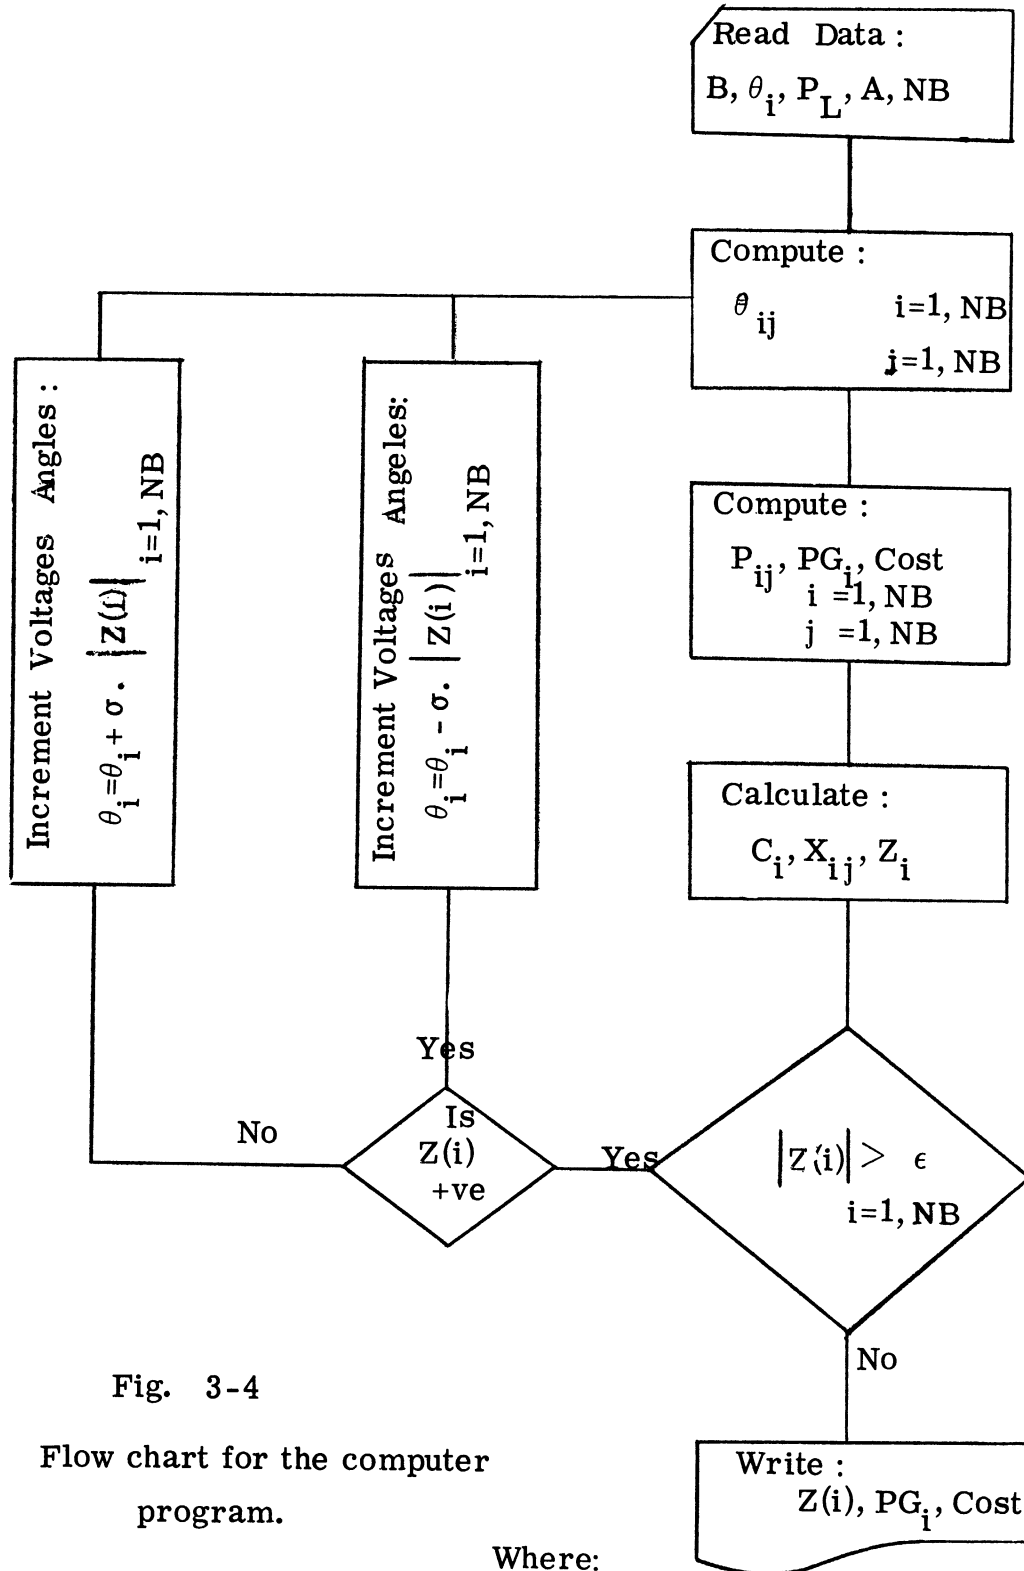 Read Data :
B, θi, PL, A, NB
Compute :
θij i=1, NB
j=1, NB
Increment Voltages Angles :
θi=θi + σ. |Z(i)| i=1, NB
Increment Voltages Angeles:
θi=θi - σ. |Z(i)| i=1, NB
Compute :
Pij, PGi, Cost
i =1, NB
j =1, NB
Calculate :
Ci, Xij, Zi
|Z(i)| > ϵ
i=1, NB
Yes
Is
Z(i)
+ve
Yes
No
No
Write :
Z(i), PGi, Cost
Fig. 3-4
Flow chart for the computer
program.
Where: